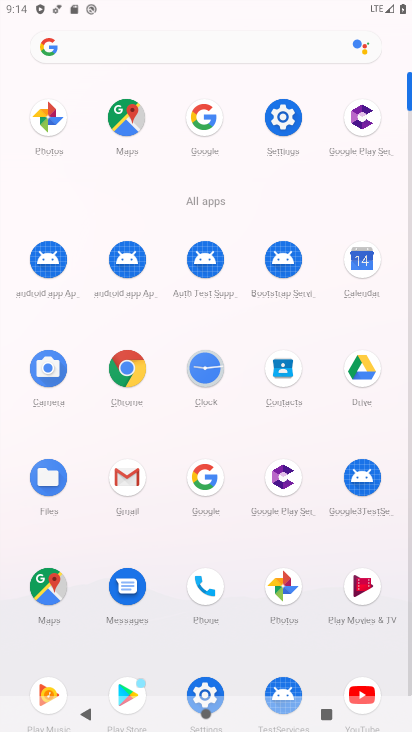 9:14 LTE
Photos Maps Google Settings Google Play Ser
All apps
android app Ap android app Ap Auth Test Supp Bootstrap Servi Calendar
14
Camera Chrome Clock Contacts Drive
Files Gmail Google Google Play Ser Google3TestSe
Maps Messages Phone Photos Play Movies & TV
Play Music Play Store Settings TestServices YouTube